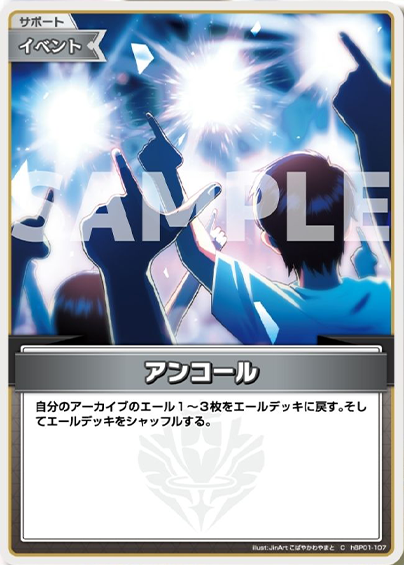 サポート
イベント
SAMPLE
アンコール
自分のアーカイブのエール1〜3枚をエールデッキに戻す。そし
てエールデッキをシャッフルする。
illust:JinArt こばやかわやまと C hBP01-107